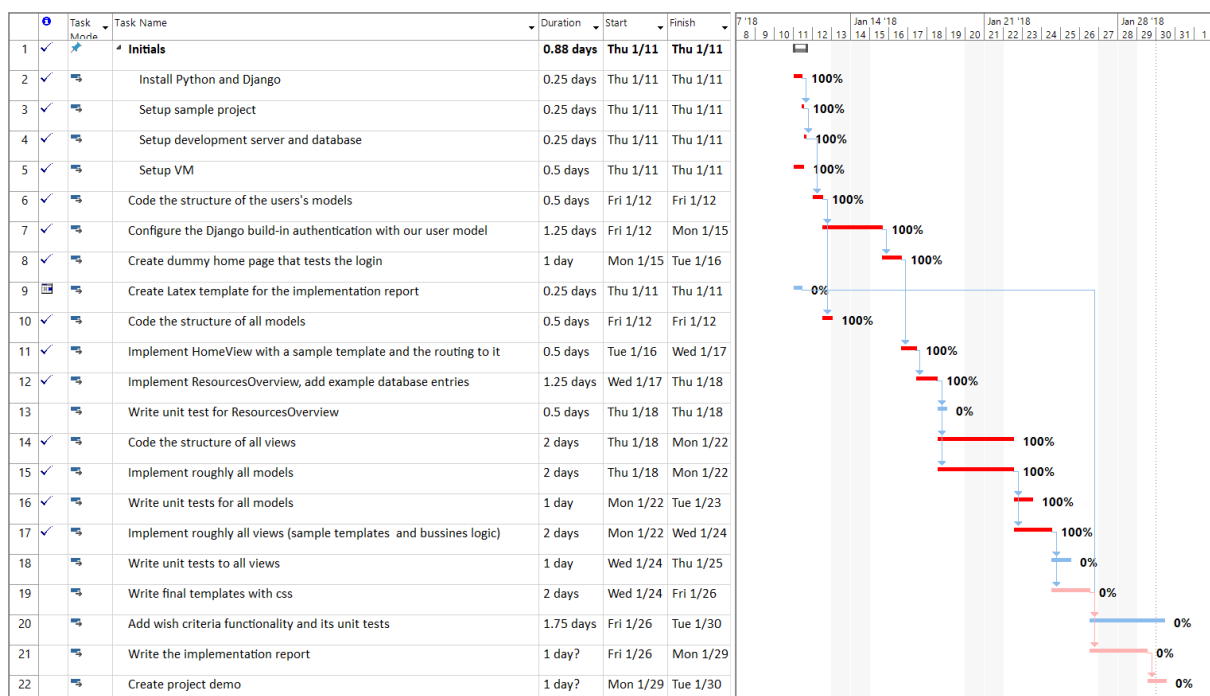 Task Mode Task Name Duration Start Finish
7 '18 Jan 14 '18 Jan 21 '18 Jan 28 '18
8 9 10 11 12 13 14 15 16 17 18 19 20 21 22 23 24 25 26 27 28 29 30 31 1
1 Initials 0.88 days Thu 1/11 Thu 1/11
2 Install Python and Django 0.25 days Thu 1/11 Thu 1/11 100%
3 Setup sample project 0.25 days Thu 1/11 Thu 1/11 100%
4 Setup development server and database 0.25 days Thu 1/11 Thu 1/11 100%
5 Setup VM 0.5 days Thu 1/11 Thu 1/11 100%
6 Code the structure of the users's models 0.5 days Fri 1/12 Fri 1/12 100%
7 Configure the Django build-in authentication with our user model 1.25 days Fri 1/12 Mon 1/15 100%
8 Create dummy home page that tests the login 1 day Mon 1/15 Tue 1/16 100%
9 Create Latex template for the implementation report 0.25 days Thu 1/11 Thu 1/11 0%
10 Code the structure of all models 0.5 days Fri 1/12 Fri 1/12 100%
11 Implement HomeView with a sample template and the routing to it 0.5 days Tue 1/16 Wed 1/17 100%
12 Implement ResourcesOverview, add example database entries 1.25 days Wed 1/17 Thu 1/18 100%
13 Write unit test for ResourcesOverview 0.5 days Thu 1/18 Thu 1/18 0%
14 Code the structure of all views 2 days Thu 1/18 Mon 1/22 100%
15 Implement roughly all models 2 days Thu 1/18 Mon 1/22 100%
16 Write unit tests for all models 1 day Mon 1/22 Tue 1/23 100%
17 Implement roughly all views (sample templates and bussines logic) 2 days Mon 1/22 Wed 1/24 100%
18 Write unit tests to all views 1 day Wed 1/24 Thu 1/25 0%
19 Write final templates with css 2 days Wed 1/24 Fri 1/26 0%
20 Add wish criteria functionality and its unit tests 1.75 days Fri 1/26 Tue 1/30 0%
21 Write the implementation report 1 day? Fri 1/26 Mon 1/29 0%
22 Create project demo 1 day? Mon 1/29 Tue 1/30 0%